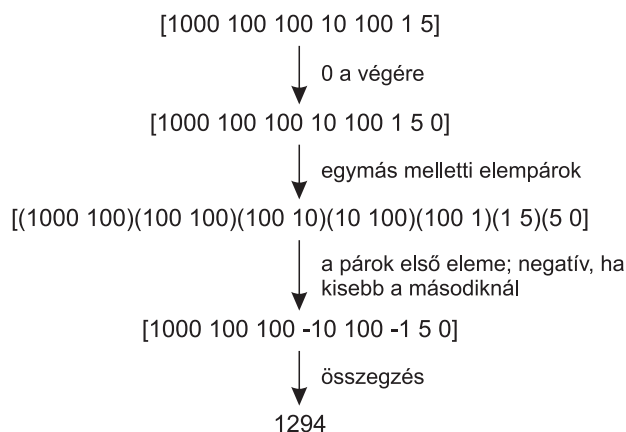 [1000 100 100 10 100 1 5]
0 a végére
[1000 100 100 10 100 1 5 0]
egymás melletti elempárok
[(1000 100)(100 100)(100 10)(10 100)(100 1)(1 5)(5 0]
a párok első eleme; negatív, ha
kisebb a másodiknál
[1000 100 100 -10 100 -1 5 0]
összegzés
1294